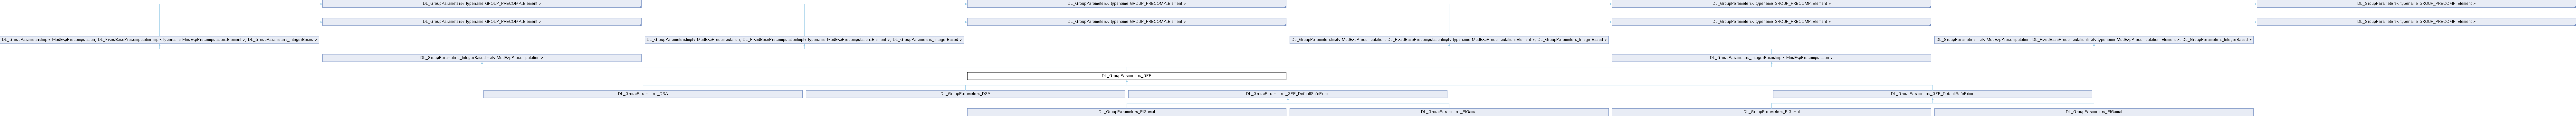 DL_GroupParameters< typename GROUP_PRECOMP::Element > DL_GroupParameters< typename GROUP_PRECOMP::Element > DL_GroupParameters< typename GROUP_PRECOMP::Element > DL_GroupParameters< typename GROUP_PRECOMP::Element >
DL_GroupParameters< typename GROUP_PRECOMP::Element > DL_GroupParameters< typename GROUP_PRECOMP::Element > DL_GroupParameters< typename GROUP_PRECOMP::Element > DL_GroupParameters< typename GROUP_PRECOMP::Element >
DL_GroupParametersImpl< ModExpPrecomputation, DL_FixedBasePrecomputationImpl< typename ModExpPrecomputation::Element >, DL_GroupParameters_IntegerBased > DL_GroupParametersImpl< ModExpPrecomputation, DL_FixedBasePrecomputationImpl< typename ModExpPrecomputation::Element >, DL_GroupParameters_IntegerBased > DL_GroupParametersImpl< ModExpPrecomputation, DL_FixedBasePrecomputationImpl< typename ModExpPrecomputation::Element >, DL_GroupParameters_IntegerBased > DL_GroupParametersImpl< ModExpPrecomputation, DL_FixedBasePrecomputationImpl< typename ModExpPrecomputation::Element >, DL_GroupParameters_IntegerBased >
DL_GroupParameters_IntegerBasedImpl< ModExpPrecomputation > DL_GroupParameters_IntegerBasedImpl< ModExpPrecomputation >
DL_GroupParameters_GFP
DL_GroupParameters_DSA DL_GroupParameters_DSA DL_GroupParameters_GFP_DefaultSafePrime DL_GroupParameters_GFP_DefaultSafePrime
DL_GroupParameters_ElGamal DL_GroupParameters_ElGamal DL_GroupParameters_ElGamal DL_GroupParameters_ElGamal